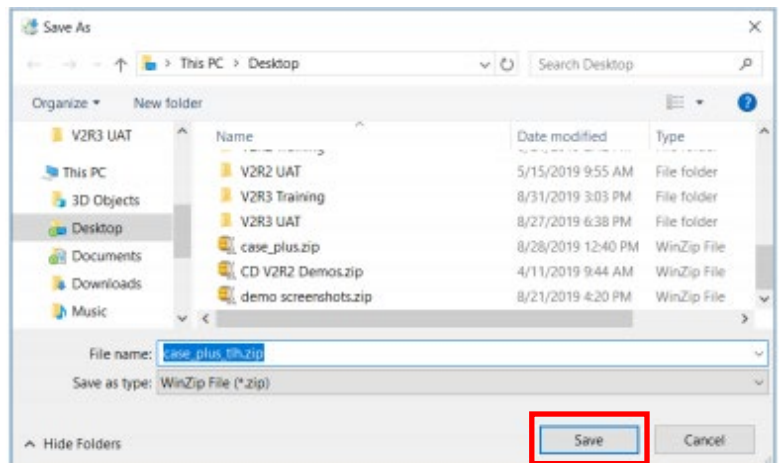 Save As
This PC > Desktop
Search Desktop
Organize
New folder
V2R3 UAT
This PC
3D Objects
Desktop
Documents
Downloads
Music
Name Date modified Type
V2R2 UAT 5/15/2019 9:55 AM File folder
V2R3 Training 8/31/2019 3:03 PM File folder
V2R3 UAT 8/27/2019 6:38 PM File folder
case_plus.zip 8/28/2019 12:40 PM WinZip File
CD V2R2 Demos.zip 4/11/2019 9:44 AM WinZip File
demo screenshots.zip 8/21/2019 4:20 PM WinZip File
File name: case_plus_tlh.zip
Save as type: WinZip File (*.zip)
Hide Folders
Save
Cancel